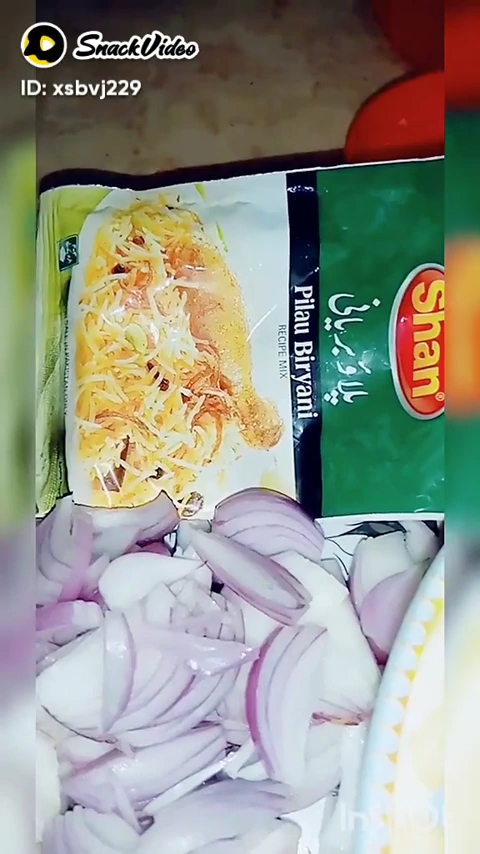 SnackVideo
ID: xsbvj229
Shan®
پلاؤ بریانی
Pilau Biryani
RECIPE MIX